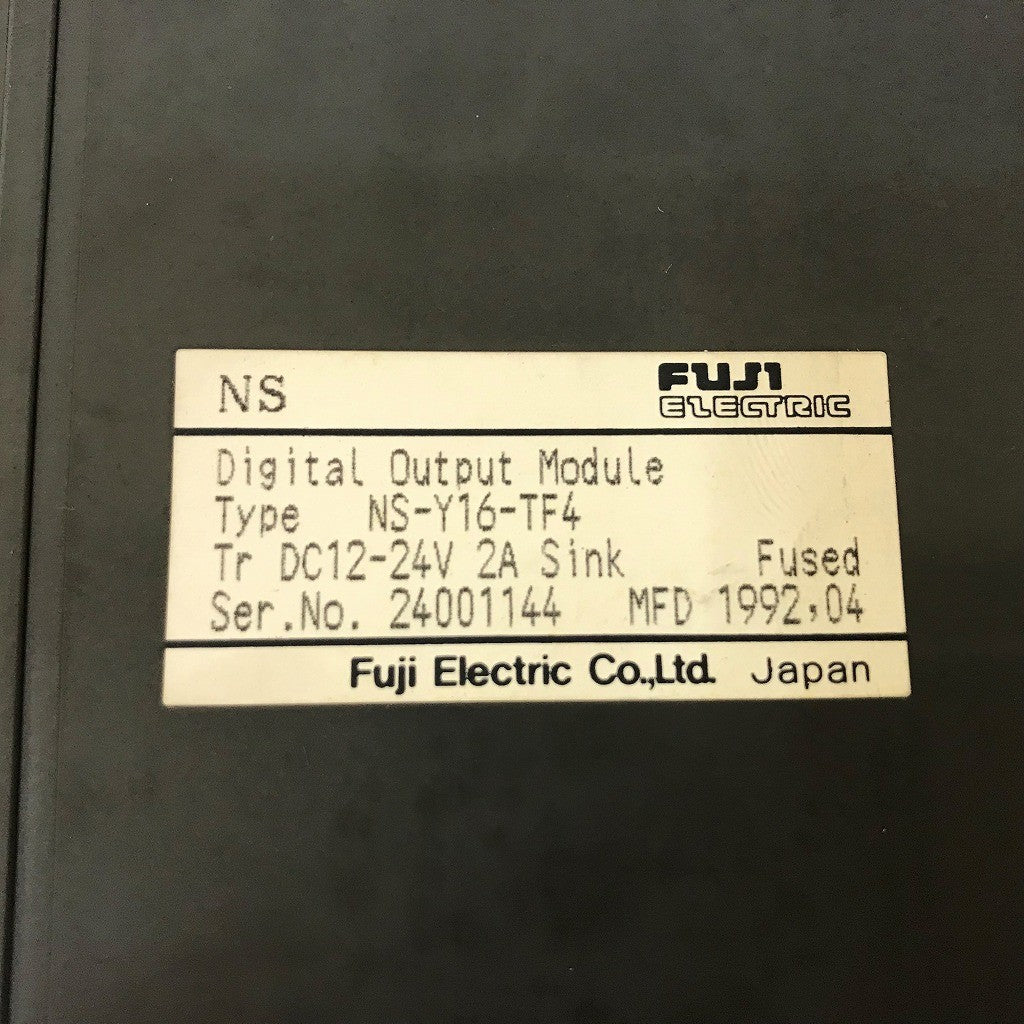 NS FUJI
ELECTRIC
Digital Output Module
Type NS-Y16-TF4
Tr DC12-24V 2A Sink Fused
Ser.No. 24001144 MFD 1992,04
Fuji Electric Co.,Ltd. Japan